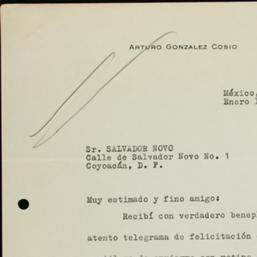 ARTURO GONZALEZ COSIO
México,
Enero 1
Sr. SALVADOR NOVO
Calle de Salvador Novo No. 1
Coyoacán, D. F.
Muy estimado y fino amigo:
Recibí con verdadero benep
atento telegrama de felicitación